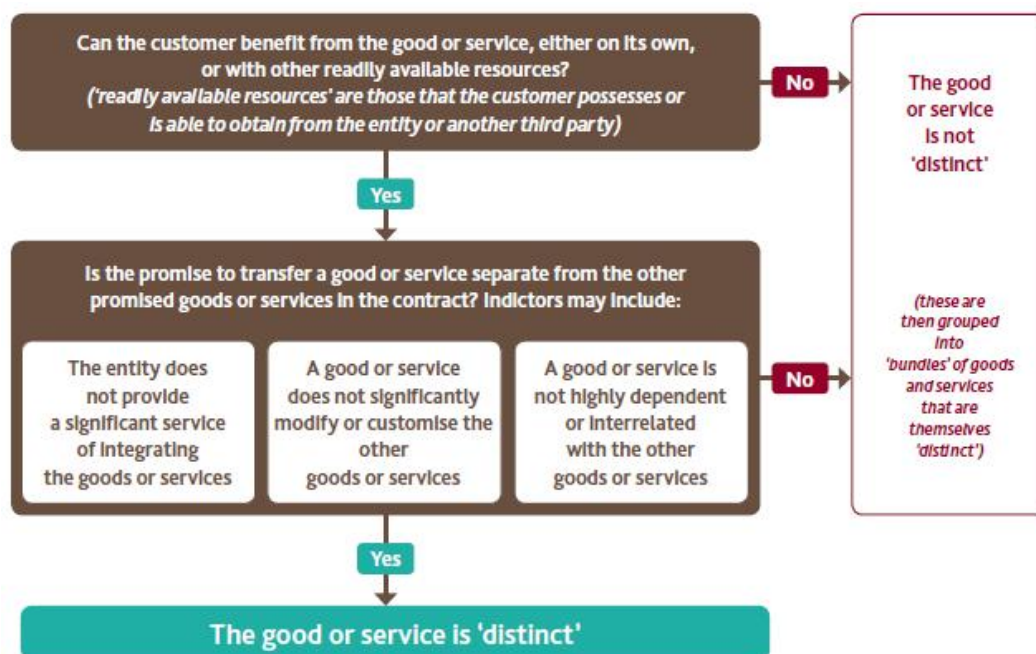 Can the customer benefit from the good or service, either on its own,
or with other readily available resources?
('readily available resources' are those that the customer possesses or
is able to obtain from the entity or another third party)
No
The good
or service
is not
'distinct'
Yes
Is the promise to transfer a good or service separate from the other
promised goods or services in the contract? Indictors may include:
The entity does
not provide
a significant service
of integrating
the goods or services
A good or service
does not significantly
modify or customise the
other
goods or services
A good or service is
not highly dependent
or interrelated
with the other
goods or services
No
(these are
then grouped
into
'bundles' of goods
and services
that are
themselves
'distinct')
Yes
The good or service is 'distinct'